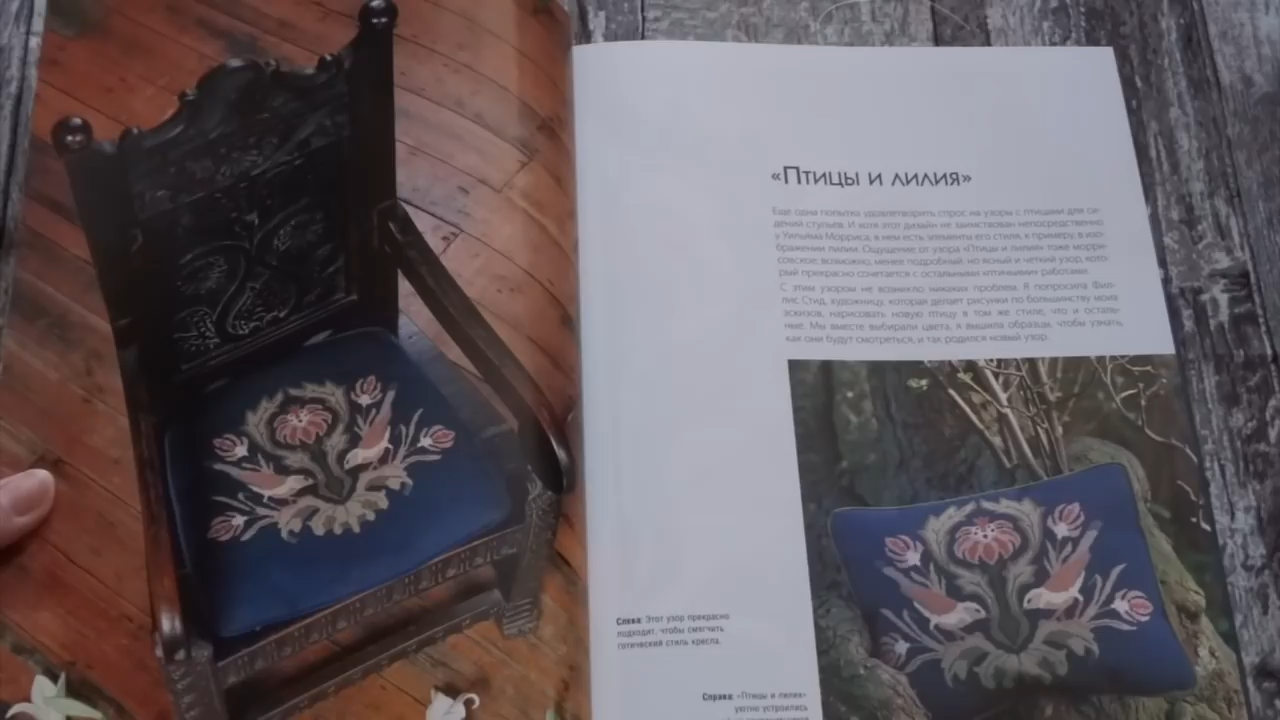 «Птицы и лилия»
Еще одна попытка удовлетворить спрос на узоры с птицами для си-
дений стульев. И хотя этот дизайн не заимствован непосредственно
у Уильяма Морриса, в нем есть элементы его стиля, к примеру, в изо-
бражении лилии. Ощущение от узора «Птицы и лилия» тоже морри-
совское: возможно, менее подробный, но ясный и четкий узор, кото-
рый прекрасно сочетается с остальными «птичьими» работами.
С этим узором не возникло никаких проблем. Я попросила Фил-
лис Стид, художницу, которая делает рисунки по большинству моих
эскизов, нарисовать новую птицу в том же стиле, что и осталь-
ные. Мы вместе выбирали цвета, я вышила образцы, чтобы узнать,
как они будут смотреться, и так родился новый узор.
Слева: Этот узор прекрасно
подходит, чтобы смягчить
готический стиль кресла.
Справа: «Птицы и лилия»
уютно устроились